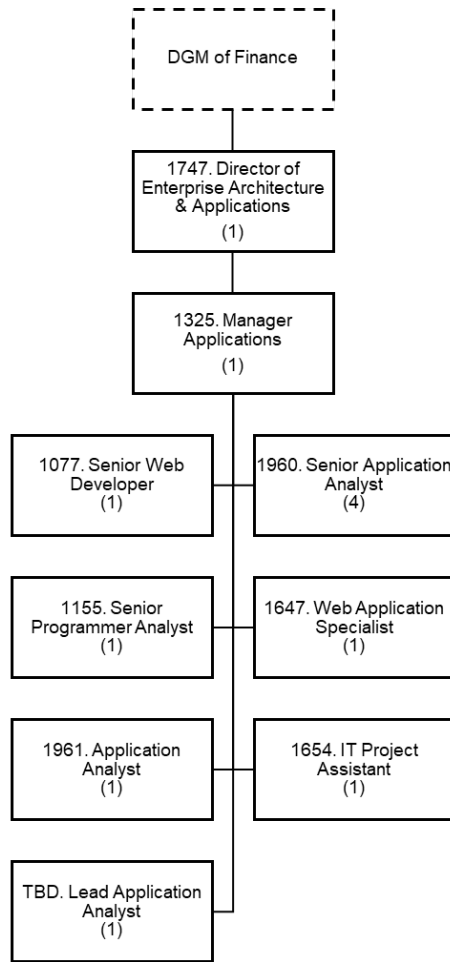 DGM of Finance
1747. Director of
Enterprise Architecture
& Applications
(1)
1325. Manager
Applications
(1)
1077. Senior Web
Developer
(1)
1960. Senior Application
Analyst
(4)
1155. Senior
Programmer Analyst
(1)
1647. Web Application
Specialist
(1)
1961. Application
Analyst
(1)
1654. IT Project
Assistant
(1)
TBD. Lead Application
Analyst
(1)